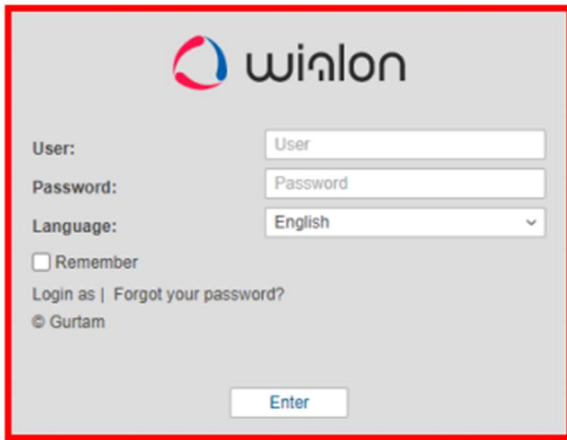 wialon
User: User
Password: Password
Language: English
Remember
Login as | Forgot your password?
© Gurtam
Enter